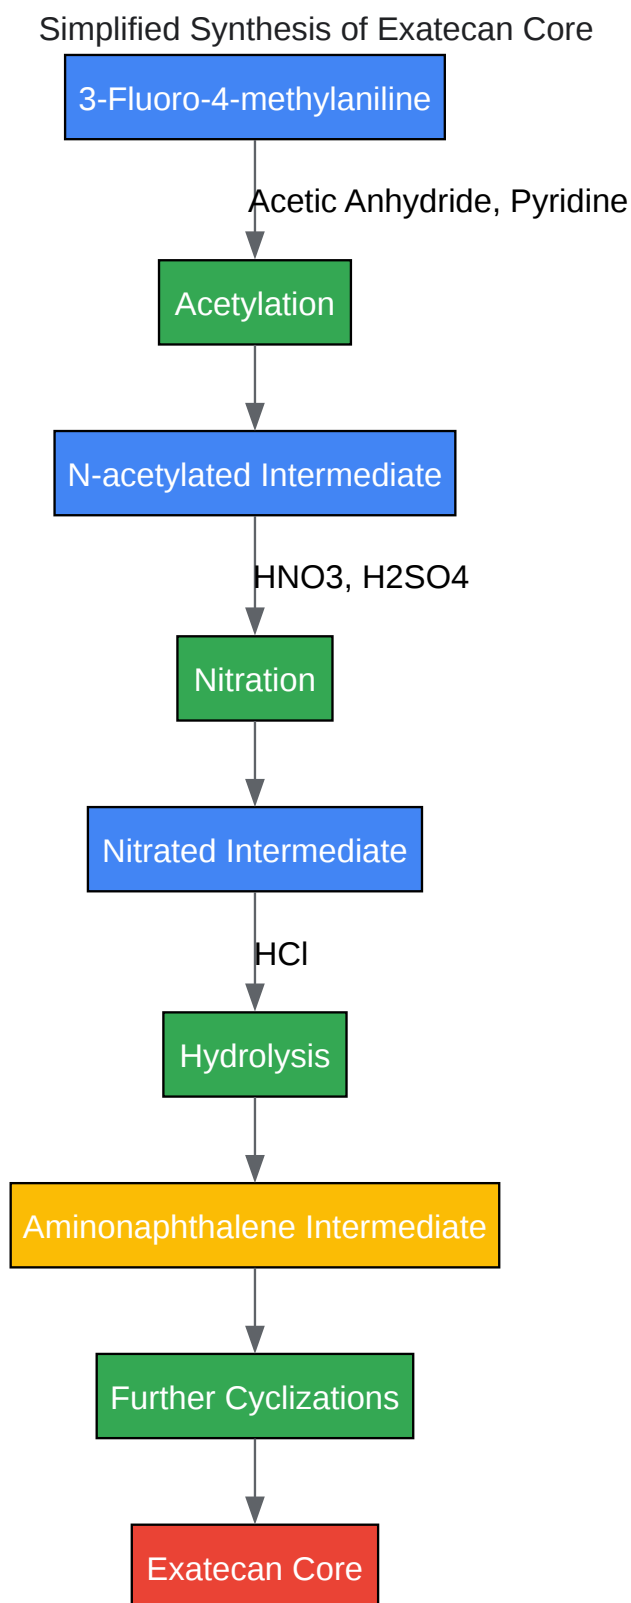 Simplified Synthesis of Exatecan Core
3-Fluoro-4-methylaniline
Acetic Anhydride, Pyridine
Acetylation
N-acetylated Intermediate
HNO3, H2SO4
Nitration
Nitrated Intermediate
HCl
Hydrolysis
Aminonaphthalene Intermediate
Further Cyclizations
Exatecan Core